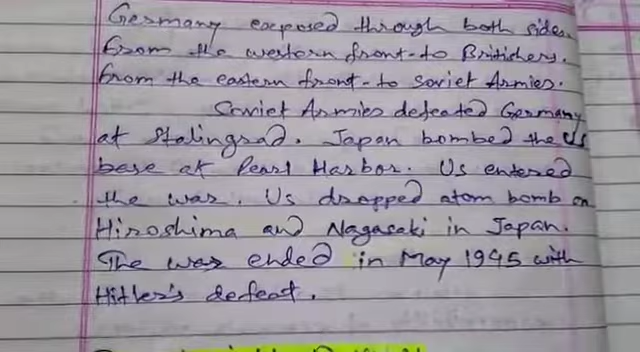 Germany exposed through both sides.
From the western front - to Britishers.
from the eastern front - to Soviet Armies.
Soviet Armies defeated Germany
at Stalingrad. Japan bombed the US
base at Pearl Harbor. Us entered
the war. Us dropped atom bomb on
Hiroshima and Nagasaki in Japan.
The war ended in May 1945 with
Hitler's defeat.